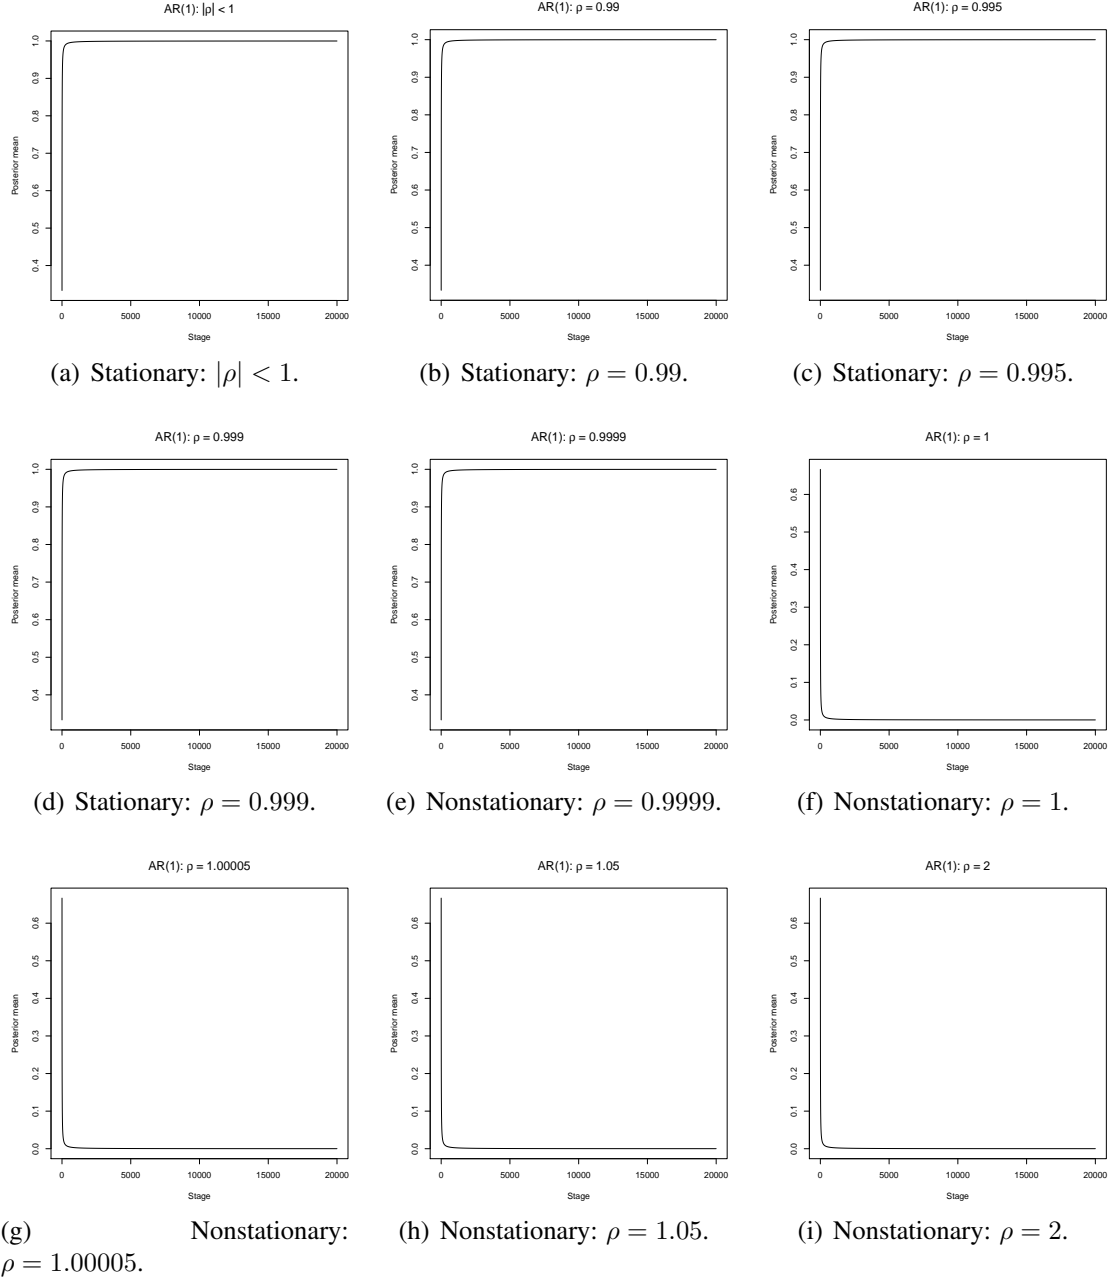 AR(1): |ρ| < 1
Posterior mean
0.4 0.5 0.6 0.7 0.8 0.9 1.0
0 5000 10000 15000 20000
Stage
(a) Stationary: |ρ| < 1.
AR(1): ρ = 0.99
Posterior mean
0.4 0.5 0.6 0.7 0.8 0.9 1.0
0 5000 10000 15000 20000
Stage
(b) Stationary: ρ = 0.99.
AR(1): ρ = 0.995
Posterior mean
0.4 0.5 0.6 0.7 0.8 0.9 1.0
0 5000 10000 15000 20000
Stage
(c) Stationary: ρ = 0.995.
AR(1): ρ = 0.999
Posterior mean
0.4 0.5 0.6 0.7 0.8 0.9 1.0
0 5000 10000 15000 20000
Stage
(d) Stationary: ρ = 0.999.
AR(1): ρ = 0.9999
Posterior mean
0.4 0.5 0.6 0.7 0.8 0.9 1.0
0 5000 10000 15000 20000
Stage
(e) Nonstationary: ρ = 0.9999.
AR(1): ρ = 1
Posterior mean
0.0 0.1 0.2 0.3 0.4 0.5 0.6
0 5000 10000 15000 20000
Stage
(f) Nonstationary: ρ = 1.
AR(1): ρ = 1.00005
Posterior mean
0.0 0.1 0.2 0.3 0.4 0.5 0.6
0 5000 10000 15000 20000
Stage
(g) Nonstationary:
ρ = 1.00005.
AR(1): ρ = 1.05
Posterior mean
0.0 0.1 0.2 0.3 0.4 0.5 0.6
0 5000 10000 15000 20000
Stage
(h) Nonstationary: ρ = 1.05.
AR(1): ρ = 2
Posterior mean
0.0 0.1 0.2 0.3 0.4 0.5 0.6
0 5000 10000 15000 20000
Stage
(i) Nonstationary: ρ = 2.